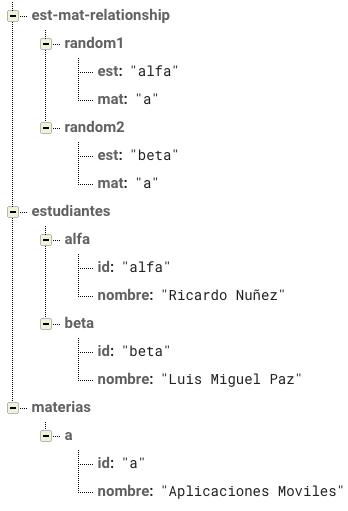 est-mat-relationship
random1
est: "alfa"
mat: "a"
random2
est: "beta"
mat: "a"
estudiantes
alfa
id: "alfa"
nombre: "Ricardo Nuñez"
beta
id: "beta"
nombre: "Luis Miguel Paz"
materias
a
id: "a"
nombre: "Aplicaciones Moviles"